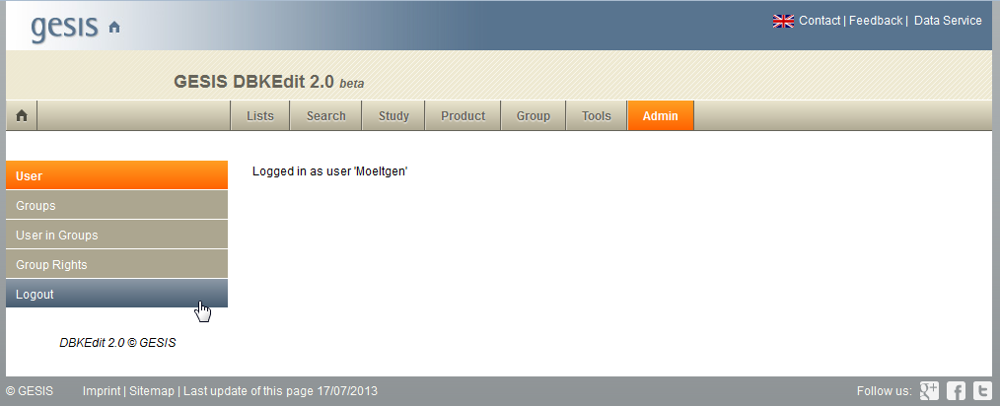 gesis
Contact | Feedback | Data Service
GESIS DBKEdit 2.0 beta
Lists Search Study Product Group Tools Admin
User
Groups
User in Groups
Group Rights
Logout
Logged in as user 'Moeltgen'
DBKEdit 2.0 © GESIS
© GESIS Imprint | Sitemap | Last update of this page 17/07/2013 Follow us: g+ f t